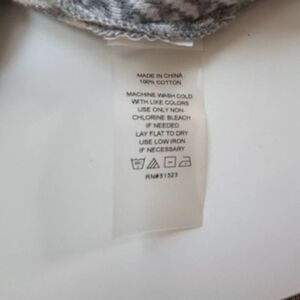 MADE IN CHINA
100% COTTON
MACHINE WASH COLD
WITH LIKE COLORS
USE ONLY NON-
CHLORINE BLEACH
IF NEEDED
LAY FLAT TO DRY
USE LOW IRON
IF NECESSARY
RN#51323